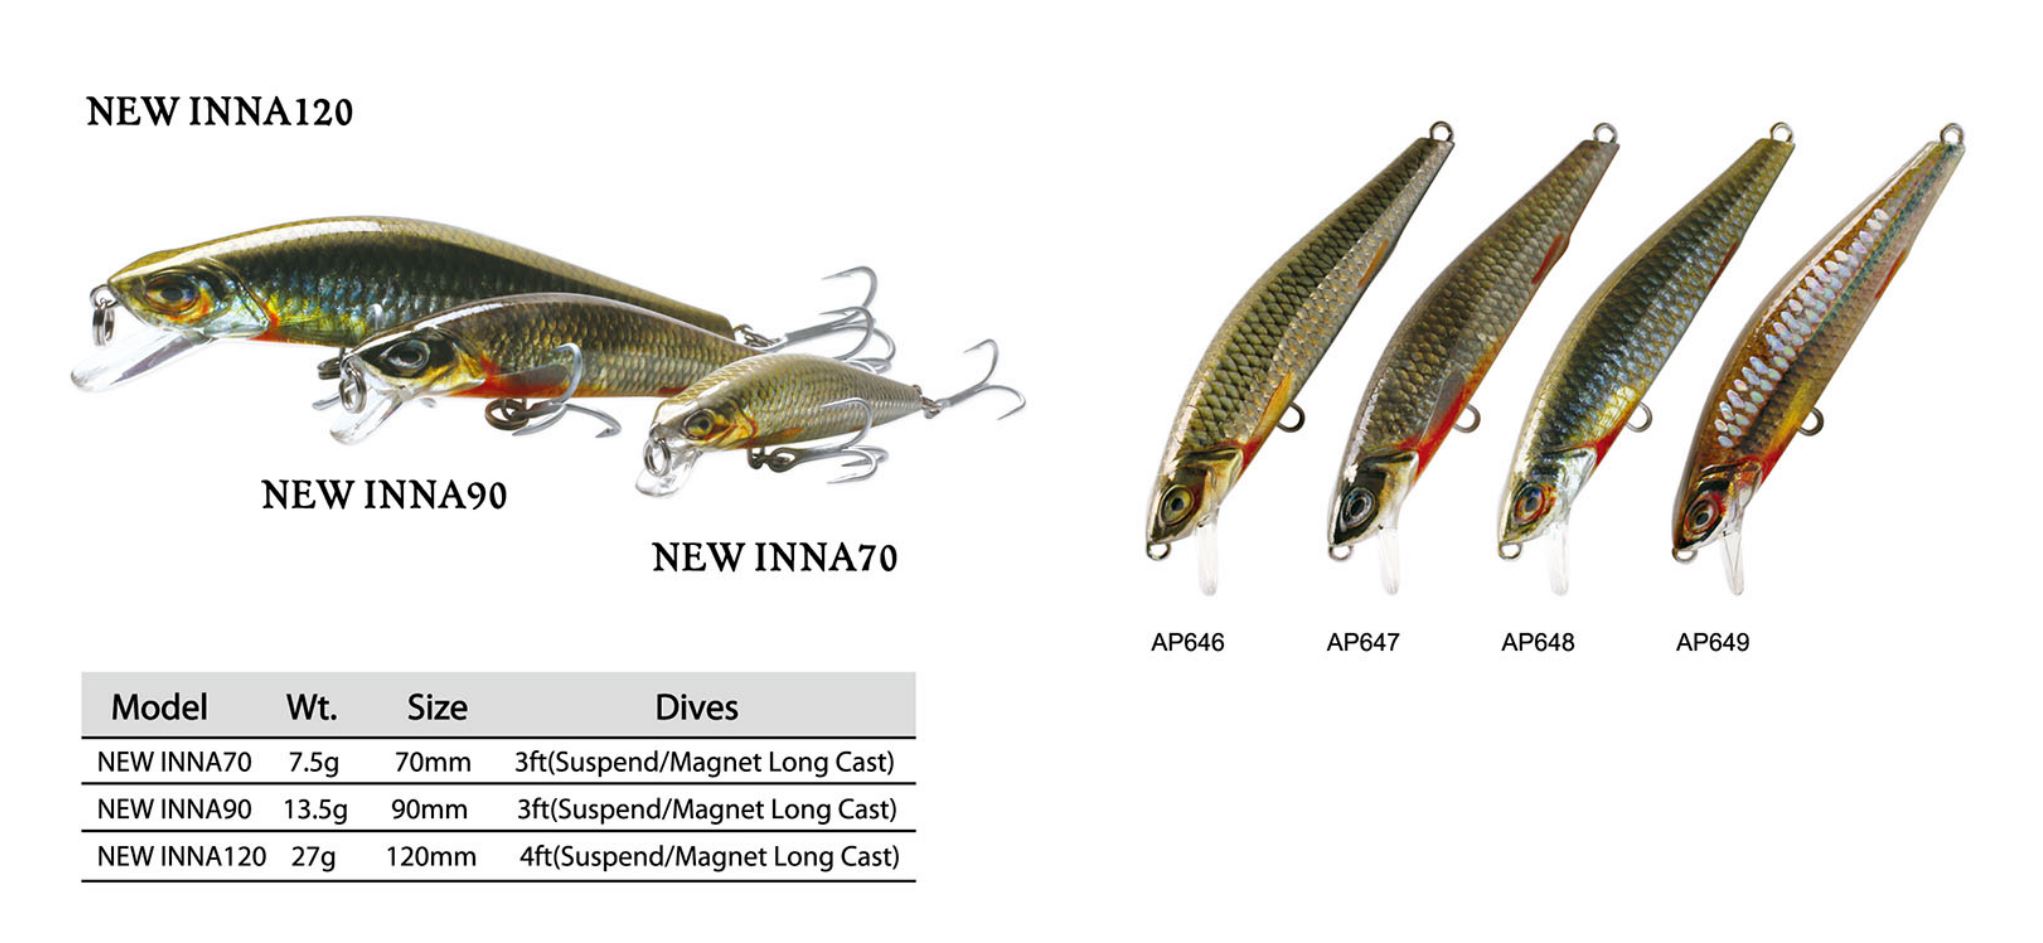 NEW INNA120
NEW INNA90
NEW INNA70
AP646 AP647 AP648 AP649
Model Wt. Size Dives
NEW INNA70 7.5g 70mm 3ft(Suspend/Magnet Long Cast)
NEW INNA90 13.5g 90mm 3ft(Suspend/Magnet Long Cast)
NEW INNA120 27g 120mm 4ft(Suspend/Magnet Long Cast)